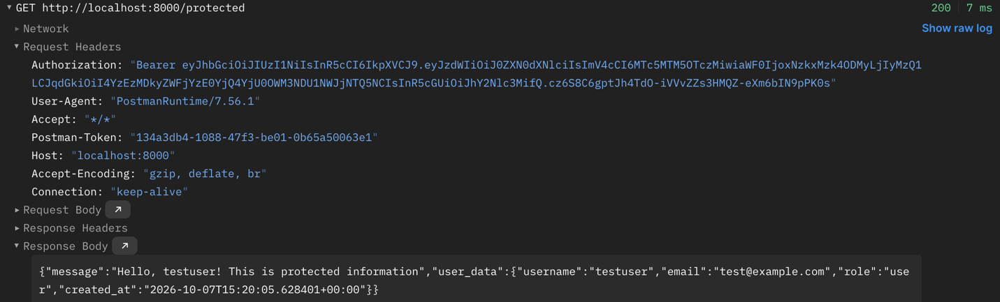 GET http://localhost:8000/protected 200 7 ms
Network Show raw log
Request Headers
Authorization: "Bearer eyJhbGciOiJIUzI1NiIsInR5cCI6IkpXVCJ9.eyJzdWIiOiJ0ZXN0dXNlciIsImV4cCI6MTc5MTM5OTczMiwiaWF0IjoxNzkxMzk4ODMyLjIyMzQ1
LCJqdGkiOiI4YzEzMDkyZWFjYzE0YjQ4YjU0OWM3NDU1NWJjNTQ5NCIsInR5cGUiOiJhY2Nlc3MifQ.cz6S8C6gptJh4TdO-iVVvZZs3HMQZ-eXm6bIN9pPK0s"
User-Agent: "PostmanRuntime/7.56.1"
Accept: "*/*"
Postman-Token: "134a3db4-1088-47f3-be01-0b65a50063e1"
Host: "localhost:8000"
Accept-Encoding: "gzip, deflate, br"
Connection: "keep-alive"
Request Body
Response Headers
Response Body
{"message":"Hello, testuser! This is protected information","user_data":{"username":"testuser","email":"test@example.com","role":"use
r","created_at":"2026-10-07T15:20:05.628401+00:00"}}